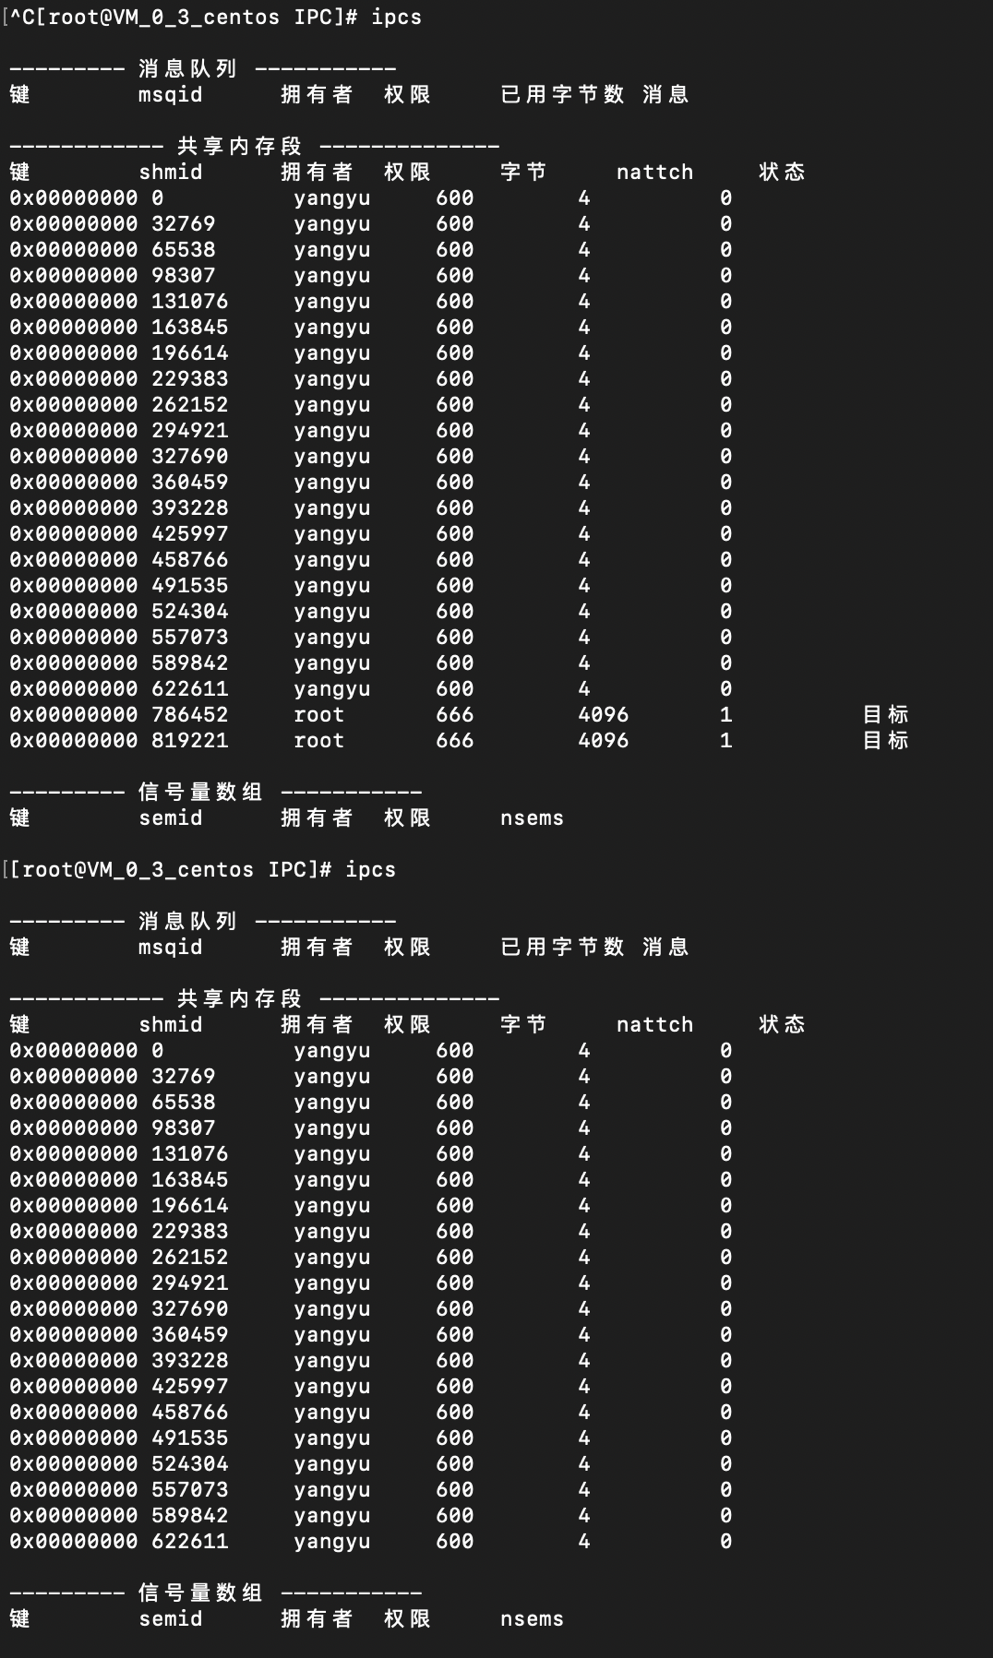 [^C[root@VM_0_3_centos IPC]# ipcs
--------- 消息队列 -----------
键 msqid 拥有者 权限 已用字节数 消息
------------ 共享内存段 --------------
键 shmid 拥有者 权限 字节 nattch 状态
0x00000000 0 yangyu 600 4 0
0x00000000 32769 yangyu 600 4 0
0x00000000 65538 yangyu 600 4 0
0x00000000 98307 yangyu 600 4 0
0x00000000 131076 yangyu 600 4 0
0x00000000 163845 yangyu 600 4 0
0x00000000 196614 yangyu 600 4 0
0x00000000 229383 yangyu 600 4 0
0x00000000 262152 yangyu 600 4 0
0x00000000 294921 yangyu 600 4 0
0x00000000 327690 yangyu 600 4 0
0x00000000 360459 yangyu 600 4 0
0x00000000 393228 yangyu 600 4 0
0x00000000 425997 yangyu 600 4 0
0x00000000 458766 yangyu 600 4 0
0x00000000 491535 yangyu 600 4 0
0x00000000 524304 yangyu 600 4 0
0x00000000 557073 yangyu 600 4 0
0x00000000 589842 yangyu 600 4 0
0x00000000 622611 yangyu 600 4 0
0x00000000 786452 root 666 4096 1 目标
0x00000000 819221 root 666 4096 1 目标
--------- 信号量数组 -----------
键 semid 拥有者 权限 nsems
[[root@VM_0_3_centos IPC]# ipcs
--------- 消息队列 -----------
键 msqid 拥有者 权限 已用字节数 消息
------------ 共享内存段 --------------
键 shmid 拥有者 权限 字节 nattch 状态
0x00000000 0 yangyu 600 4 0
0x00000000 32769 yangyu 600 4 0
0x00000000 65538 yangyu 600 4 0
0x00000000 98307 yangyu 600 4 0
0x00000000 131076 yangyu 600 4 0
0x00000000 163845 yangyu 600 4 0
0x00000000 196614 yangyu 600 4 0
0x00000000 229383 yangyu 600 4 0
0x00000000 262152 yangyu 600 4 0
0x00000000 294921 yangyu 600 4 0
0x00000000 327690 yangyu 600 4 0
0x00000000 360459 yangyu 600 4 0
0x00000000 393228 yangyu 600 4 0
0x00000000 425997 yangyu 600 4 0
0x00000000 458766 yangyu 600 4 0
0x00000000 491535 yangyu 600 4 0
0x00000000 524304 yangyu 600 4 0
0x00000000 557073 yangyu 600 4 0
0x00000000 589842 yangyu 600 4 0
0x00000000 622611 yangyu 600 4 0
--------- 信号量数组 -----------
键 semid 拥有者 权限 nsems